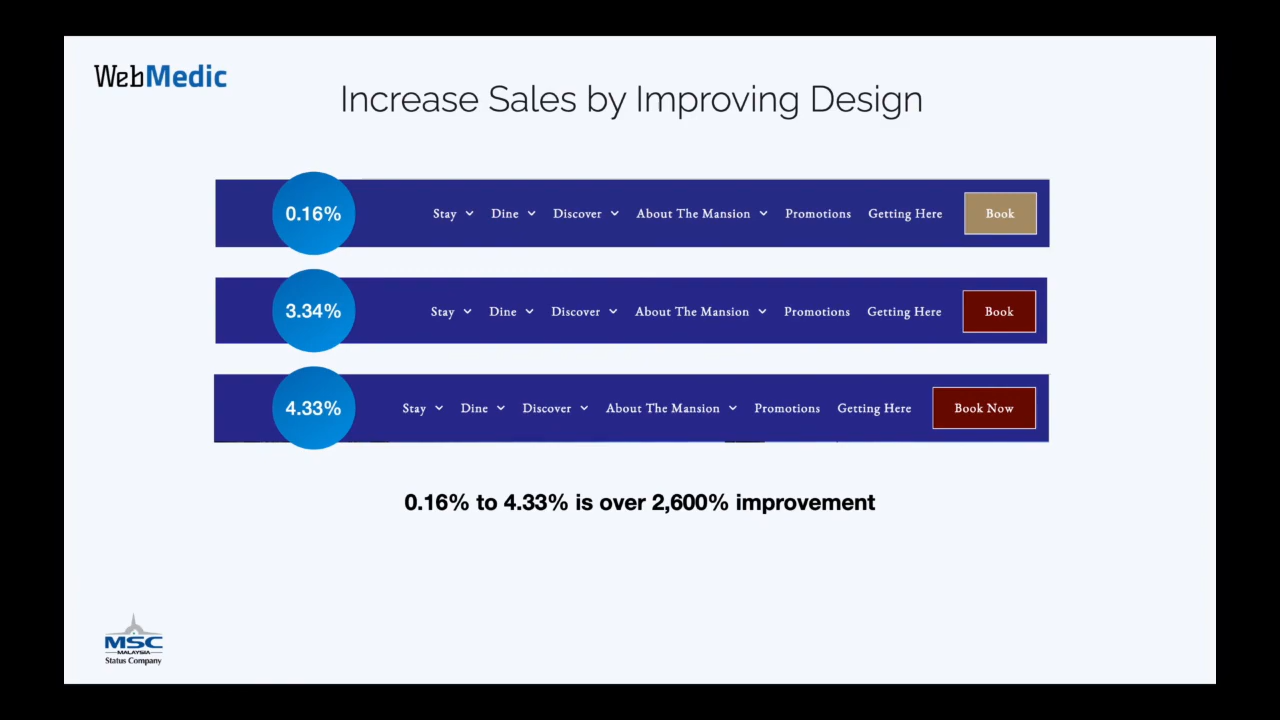 WebMedic
Increase Sales by Improving Design
0.16% Stay Dine Discover About The Mansion Promotions Getting Here Book
3.34% Stay Dine Discover About The Mansion Promotions Getting Here Book
4.33% Stay Dine Discover About The Mansion Promotions Getting Here Book Now
0.16% to 4.33% is over 2,600% improvement
MSC
MALAYSIA
Status Company